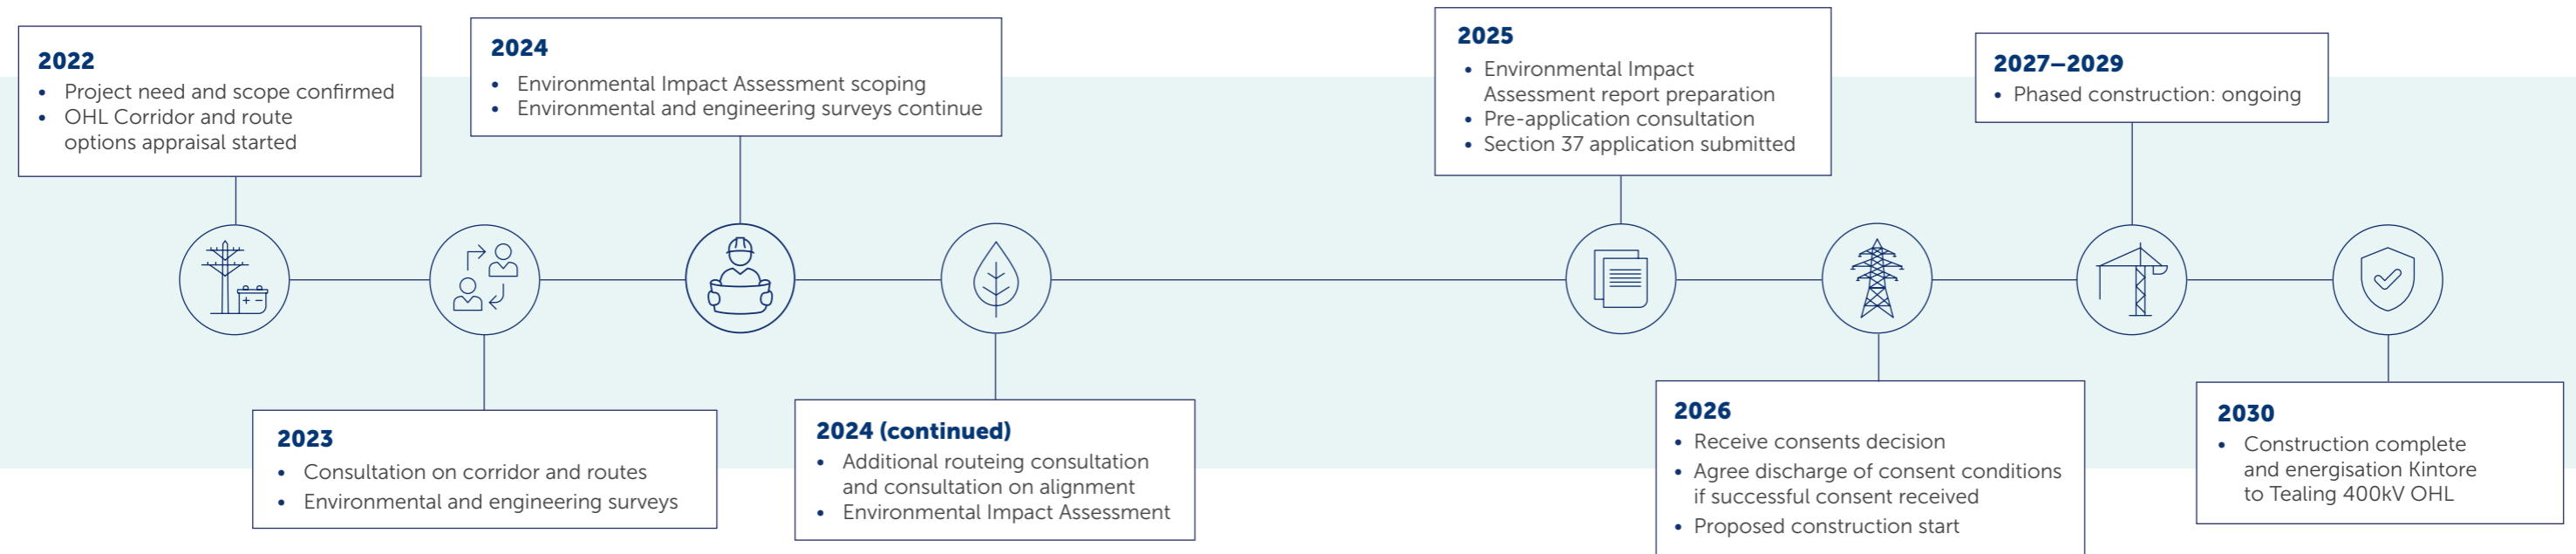 2022
• Project need and scope confirmed
• OHL Corridor and route
options appraisal started
2023
• Consultation on corridor and routes
• Environmental and engineering surveys
2024
• Environmental Impact Assessment scoping
• Environmental and engineering surveys continue
2024 (continued)
• Additional routeing consultation
and consultation on alignment
• Environmental Impact Assessment
2025
• Environmental Impact
Assessment report preparation
• Pre-application consultation
• Section 37 application submitted
2026
• Receive consents decision
• Agree discharge of consent conditions
if successful consent received
• Proposed construction start
2027–2029
• Phased construction: ongoing
2030
• Construction complete
and energisation Kintore
to Tealing 400kV OHL